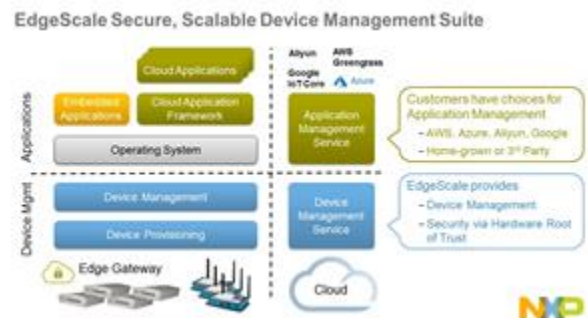 EdgeScale Secure, Scalable Device Management Suite
Applications
Cloud Applications
Embedded Applications
Cloud Application Framework
Operating System
Aliyun
AWS Greengrass
Google IoT Core
Azure
Application
Management
Service
Customers have choices for
Application Management
– AWS, Azure, Aliyun, Google
– Home-grown or 3rd Party
Device Mgmt
Device Management
Device Provisioning
Device
Management
Service
EdgeScale provides
– Device Management
– Security via Hardware Root
of Trust
Edge Gateway
Cloud
NXP